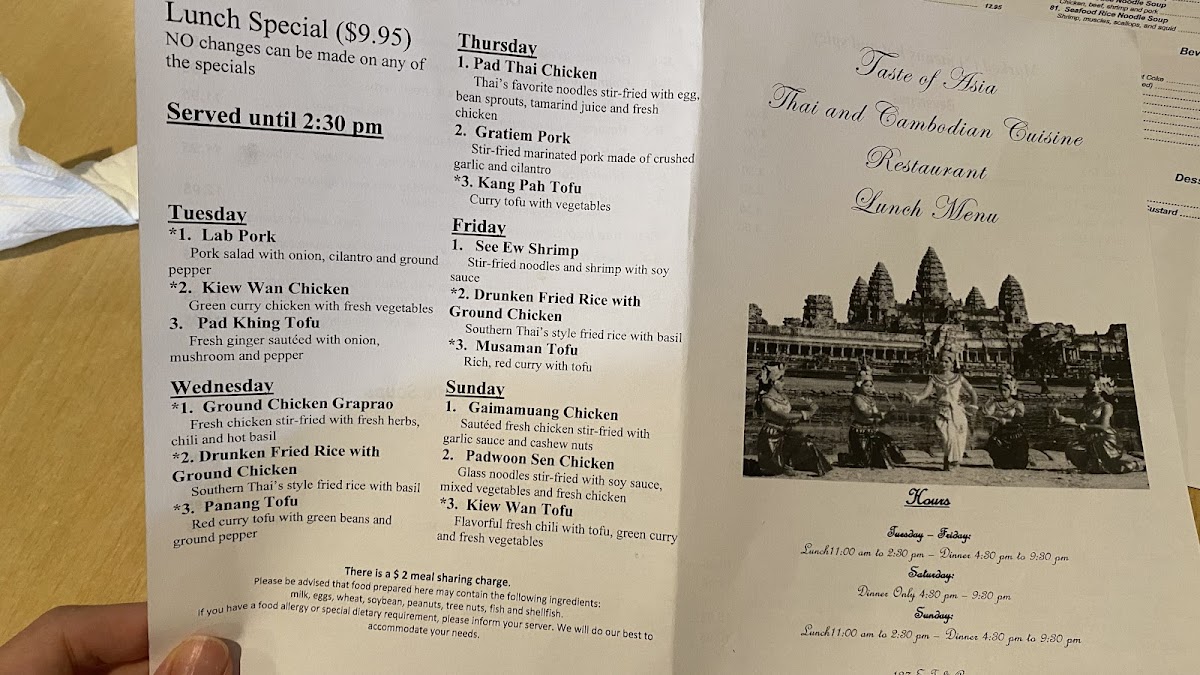 Lunch Special ($9.95)
NO changes can be made on any of
the specials
Served until 2:30 pm
Tuesday
*1. Lab Pork
Pork salad with onion, cilantro and ground
pepper
*2. Kiew Wan Chicken
Green curry chicken with fresh vegetables
3. Pad Khing Tofu
Fresh ginger sautéed with onion,
mushroom and pepper
Wednesday
*1. Ground Chicken Graprao
Fresh chicken stir-fried with fresh herbs,
chili and hot basil
*2. Drunken Fried Rice with
Ground Chicken
Southern Thai's style fried rice with basil
*3. Panang Tofu
Red curry tofu with green beans and
ground pepper
Thursday
1. Pad Thai Chicken
Thai's favorite noodles stir-fried with egg,
bean sprouts, tamarind juice and fresh
chicken
2. Gratiem Pork
Stir-fried marinated pork made of crushed
garlic and cilantro
*3. Kang Pah Tofu
Curry tofu with vegetables
Friday
1. See Ew Shrimp
Stir-fried noodles and shrimp with soy
sauce
*2. Drunken Fried Rice with
Ground Chicken
Southern Thai's style fried rice with basil
*3. Musaman Tofu
Rich, red curry with tofu
Sunday
1. Gaimamuang Chicken
Sautéed fresh chicken stir-fried with
garlic sauce and cashew nuts
2. Padwoon Sen Chicken
Glass noodles stir-fried with soy sauce,
mixed vegetables and fresh chicken
*3. Kiew Wan Tofu
Flavorful fresh chili with tofu, green curry
and fresh vegetables
There is a $ 2 meal sharing charge.
Please be advised that food prepared here may contain the following ingredients:
milk, eggs, wheat, soybean, peanuts, tree nuts, fish and shellfish.
If you have a food allergy or special dietary requirement, please inform your server. We will do our best to
accommodate your needs.
Taste of Asia
Thai and Cambodian Cuisine
Restaurant
Lunch Menu
Hours
Tuesday – Friday:
Lunch11:00 am to 2:30 pm – Dinner 4:30 pm to 9:30 pm
Saturday:
Dinner Only 4:30 pm – 9:30 pm
Sunday:
Lunch11:00 am to 2:30 pm – Dinner 4:30 pm to 9:30 pm
12.95
Noodle Soup
Chicken, beef, shrimp and pork
81. Seafood Rice Noodle Soup
Shrimp, muscles, scallops, and squid
Bev
t Coke
ed)
Dess
ustard